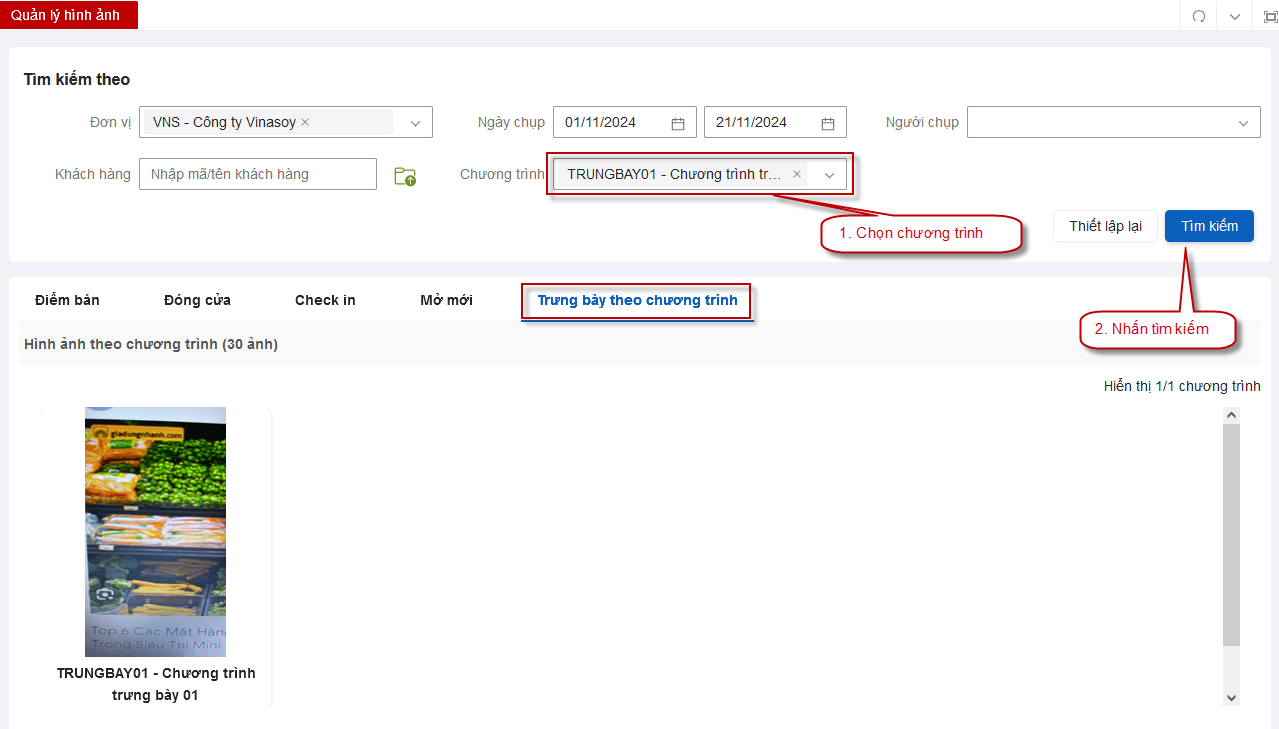 Quản lý hình ảnh
Tìm kiếm theo
Đơn vị VNS - Công ty Vinasoy Ngày chụp 01/11/2024 21/11/2024 Người chụp
Khách hàng Nhập mã/tên khách hàng Chương trình TRUNGBAY01 - Chương trình tr...
1. Chọn chương trình Thiết lập lại Tìm kiếm
Điểm bán Đóng cửa Check in Mở mới Trưng bày theo chương trình
2. Nhấn tìm kiếm
Hình ảnh theo chương trình (30 ảnh)
Hiển thị 1/1 chương trình
giadungnhanh.com
Top 6 Các Mặt Hàn
Trong Siêu Thị Mini
TRUNGBAY01 - Chương trình
trưng bày 01